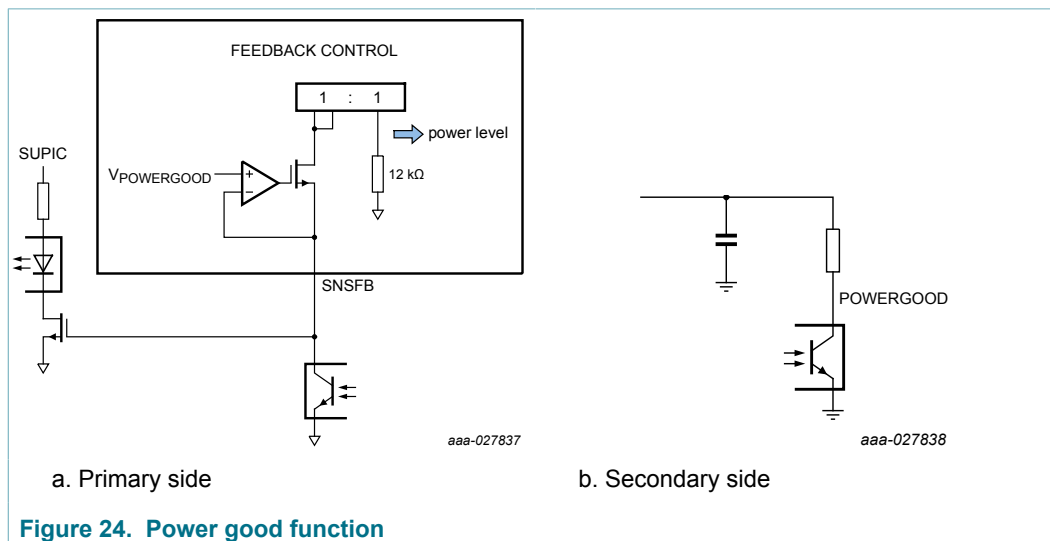 FEEDBACK CONTROL
1 : 1
power level
SUPIC
VPOWERGOOD
+
−
12 kΩ
SNSFB
POWERGOOD
aaa-027837
aaa-027838
a. Primary side
b. Secondary side
Figure 24. Power good function